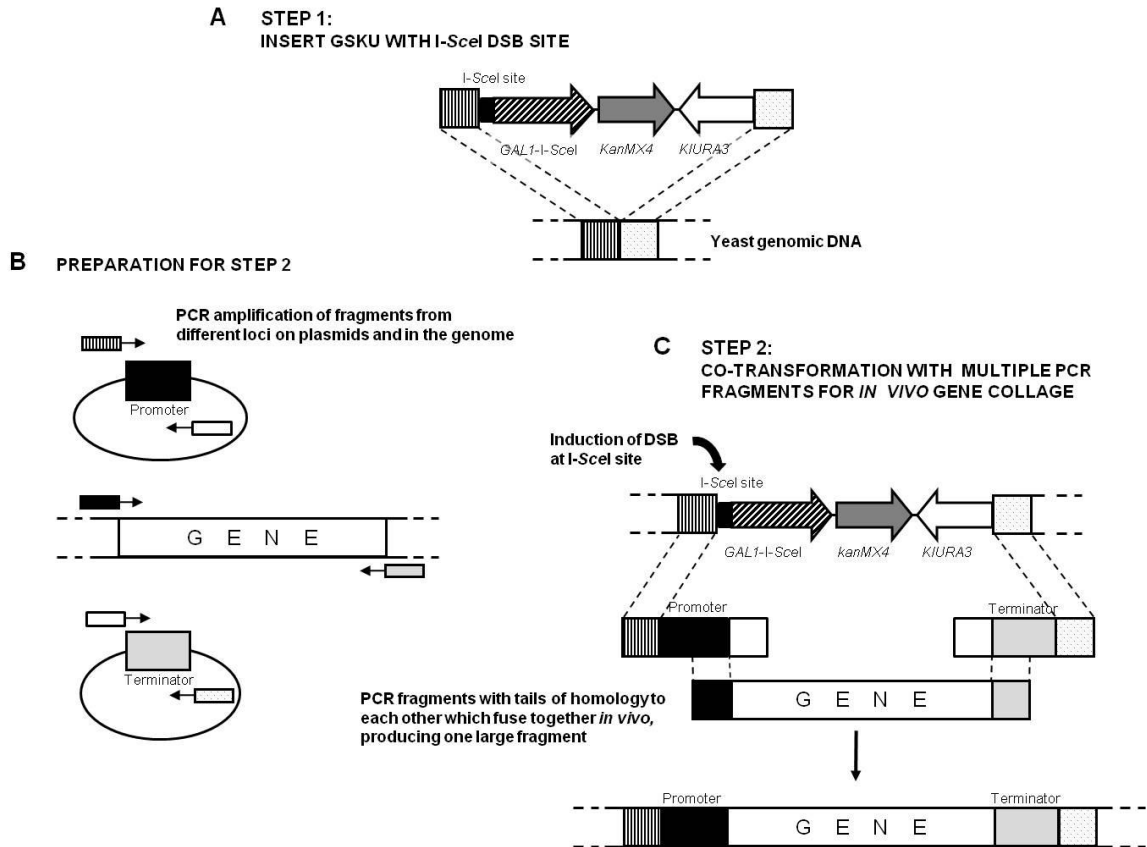 A STEP 1:
INSERT GSKU WITH I-SceI DSB SITE
I-SceI site
GAL1-I-SceI KanMX4 KlURA3
Yeast genomic DNA
B PREPARATION FOR STEP 2
PCR amplification of fragments from
different loci on plasmids and in the genome
Promoter
G E N E
Terminator
C STEP 2:
CO-TRANSFORMATION WITH MULTIPLE PCR
FRAGMENTS FOR IN VIVO GENE COLLAGE
Induction of DSB
at I-SceI site
I-SceI site
GAL1-I-SceI kanMX4 KlURA3
Promoter Terminator
G E N E
PCR fragments with tails of homology to
each other which fuse together in vivo,
producing one large fragment
Promoter Terminator
G E N E